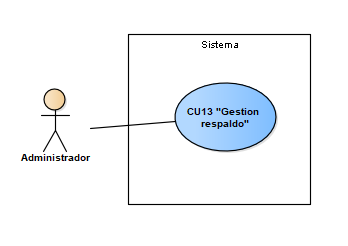 Sistema
CU13 "Gestion
respaldo"
Administrador